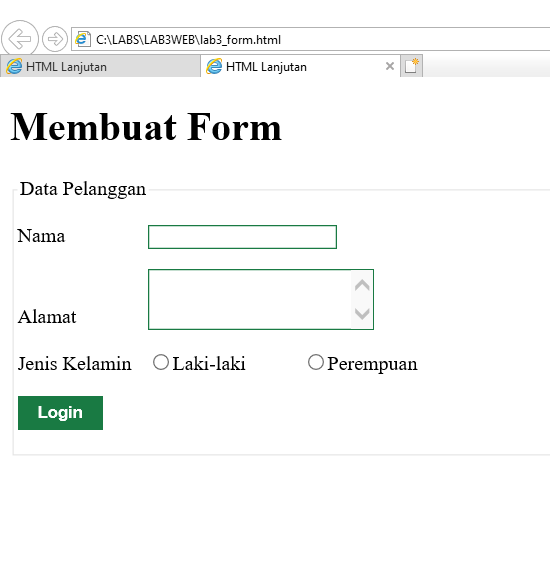 C:\LABS\LAB3WEB\lab3_form.html
HTML Lanjutan
HTML Lanjutan
Membuat Form
Data Pelanggan
Nama
Alamat
Jenis Kelamin Laki-laki Perempuan
Login